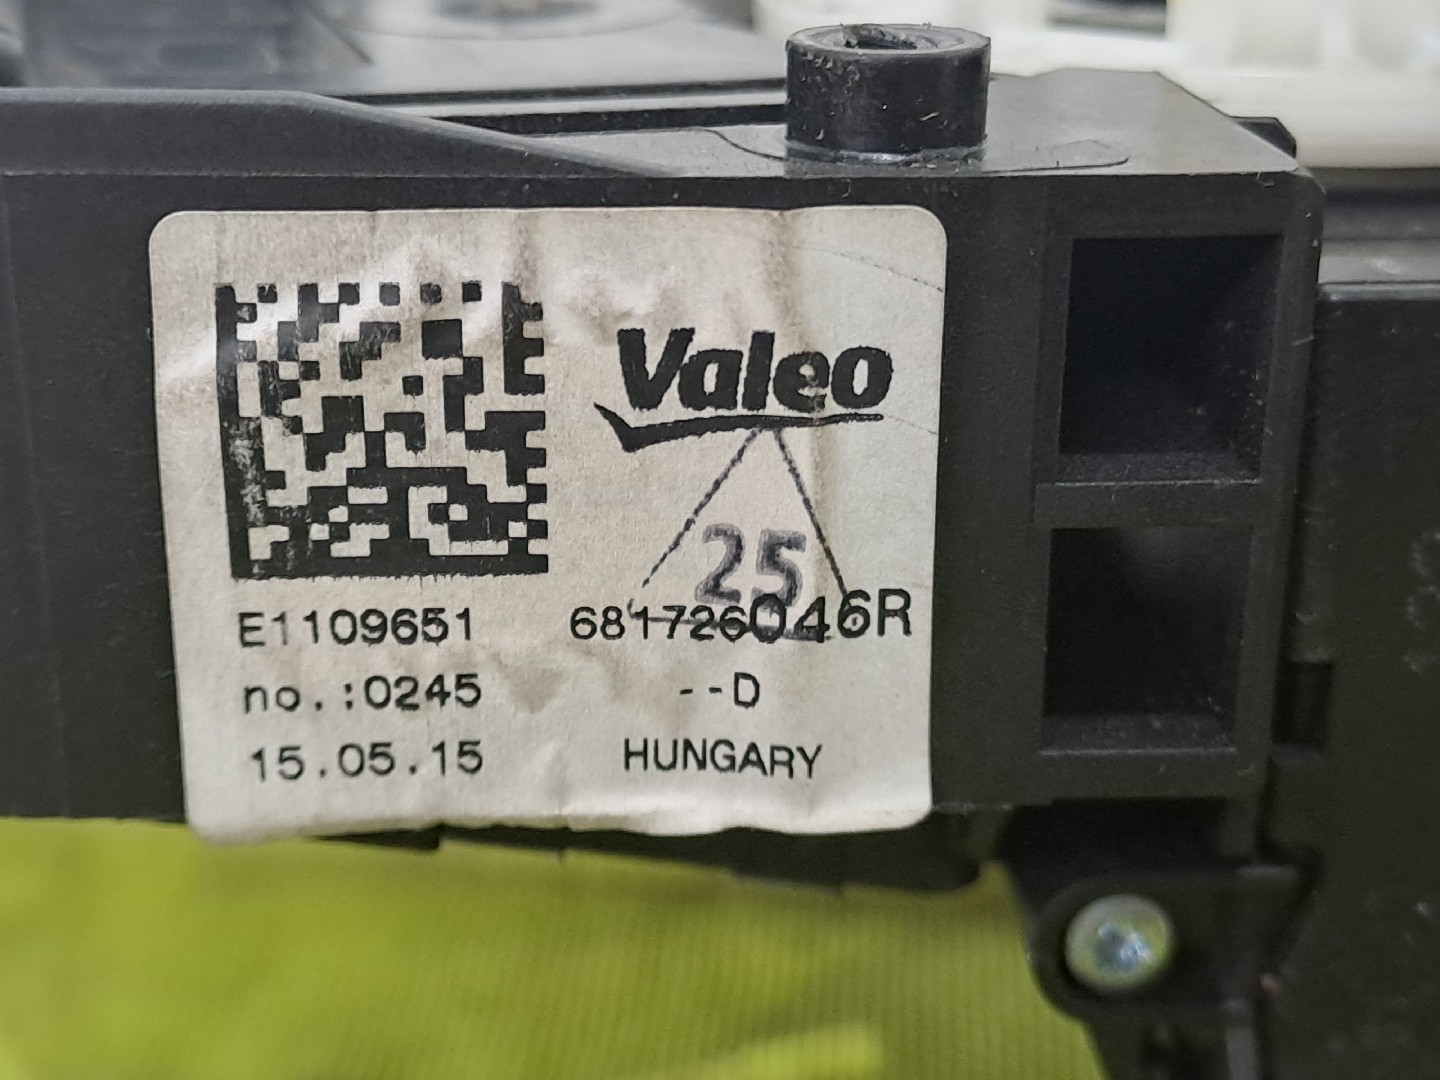 Valeo
25
E1109651 681726046R
no.:0245 --D
15.05.15 HUNGARY